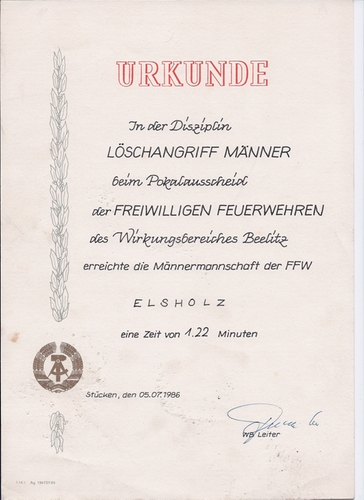 URKUNDE
In der Disziplin
LÖSCHANGRIFF MÄNNER
beim Pokalausscheid
der FREIWILLIGEN FEUERWEHREN
des Wirkungsbereiches Beelitz
erreichte die Männermannschaft der FFW
ELSHOLZ
eine Zeit von 1.22 Minuten
Stücken, den 05.07.1986
WB Leiter